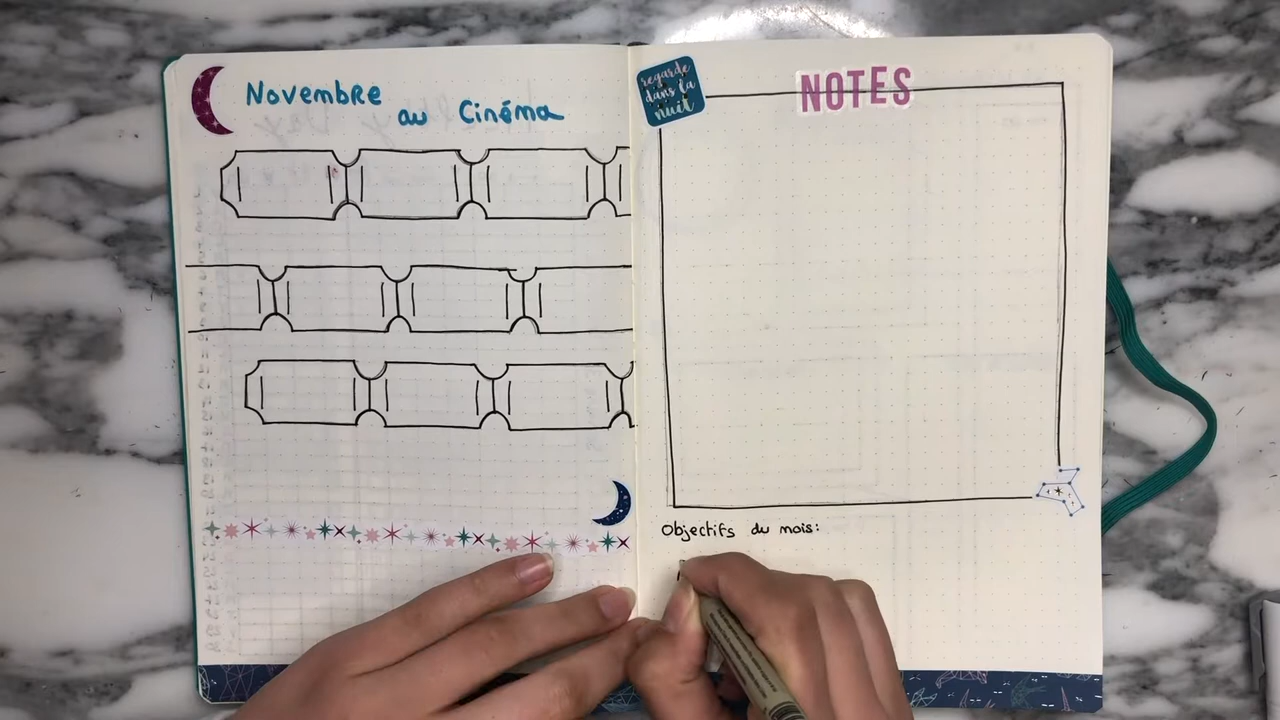 Novembre
au Cinéma
regarde
dans la
nuit
NOTES
Objectifs du mois: